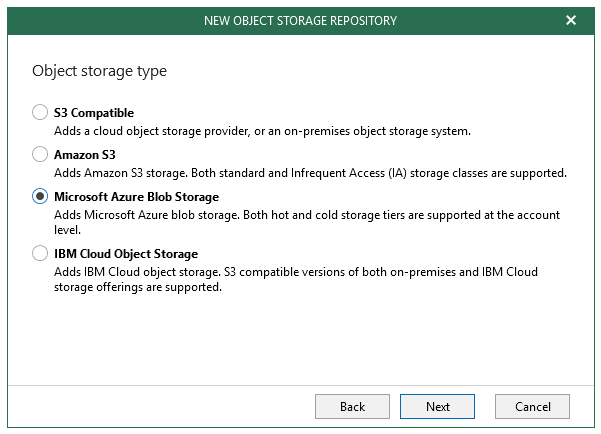 NEW OBJECT STORAGE REPOSITORY
Object storage type
S3 Compatible
Adds a cloud object storage provider, or an on-premises object storage system.
Amazon S3
Adds Amazon S3 storage. Both standard and Infrequent Access (IA) storage classes are supported.
Microsoft Azure Blob Storage
Adds Microsoft Azure blob storage. Both hot and cold storage tiers are supported at the account
level.
IBM Cloud Object Storage
Adds IBM Cloud object storage. S3 compatible versions of both on-premises and IBM Cloud
storage offerings are supported.
Back Next Cancel